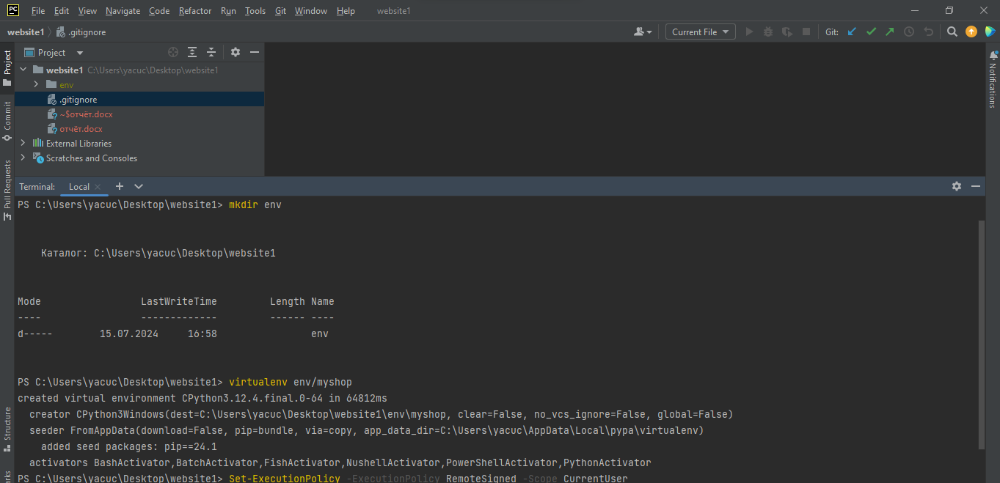 PC File Edit View Navigate Code Refactor Run Tools Git Window Help website1
website1 .gitignore Current File Git:
Project
Project
Commit
Pull Requests
Structure
Notifications
website1 C:\Users\yacuc\Desktop\website1
env
.gitignore
~$отчёт.docx
отчёт.docx
External Libraries
Scratches and Consoles
Terminal: Local
PS C:\Users\yacuc\Desktop\website1> mkdir env
Каталог: C:\Users\yacuc\Desktop\website1
Mode LastWriteTime Length Name
---- ------------- ------ ----
d----- 15.07.2024 16:58 env
PS C:\Users\yacuc\Desktop\website1> virtualenv env/myshop
created virtual environment CPython3.12.4.final.0-64 in 64812ms
creator CPython3Windows(dest=C:\Users\yacuc\Desktop\website1\env\myshop, clear=False, no_vcs_ignore=False, global=False)
seeder FromAppData(download=False, pip=bundle, via=copy, app_data_dir=C:\Users\yacuc\AppData\Local\pypa\virtualenv)
added seed packages: pip==24.1
activators BashActivator,BatchActivator,FishActivator,NushellActivator,PowerShellActivator,PythonActivator
PS C:\Users\yacuc\Desktop\website1> Set-ExecutionPolicy -ExecutionPolicy RemoteSigned -Scope CurrentUser